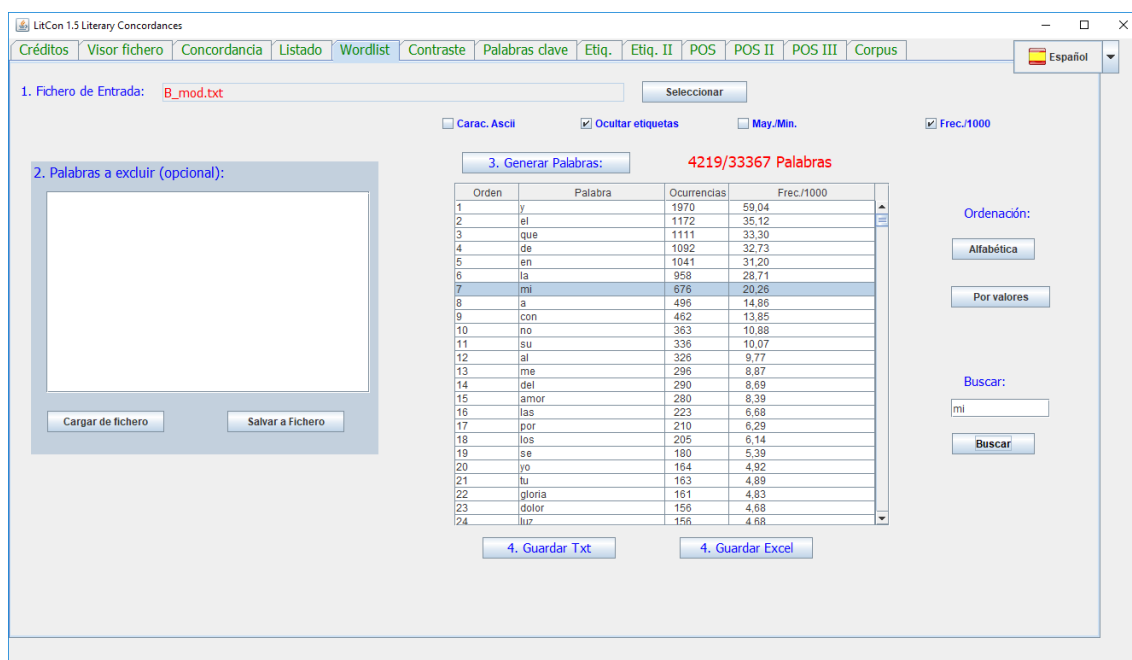 LitCon 1.5 Literary Concordances
Créditos Visor fichero Concordancia Listado Wordlist Contraste Palabras clave Etiq. Etiq. II POS POS II POS III Corpus Español
1. Fichero de Entrada: B_mod.txt Seleccionar
Carac. Ascii Ocultar etiquetas May./Min. Frec./1000
3. Generar Palabras: 4219/33367 Palabras
2. Palabras a excluir (opcional):
Orden Palabra Ocurrencias Frec./1000
1 y 1970 59,04
2 el 1172 35,12
3 que 1111 33,30
4 de 1092 32,73
5 en 1041 31,20
6 la 958 28,71
7 mi 676 20,26
8 a 496 14,86
9 con 462 13,85
10 no 363 10,88
11 su 336 10,07
12 al 326 9,77
13 me 296 8,87
14 del 290 8,69
15 amor 280 8,39
16 las 223 6,68
17 por 210 6,29
18 los 205 6,14
19 se 180 5,39
20 yo 164 4,92
21 tu 163 4,89
22 gloria 161 4,83
23 dolor 156 4,68
24 luz 156 4,68
Cargar de fichero Salvar a Fichero
Ordenación:
Alfabética
Por valores
Buscar:
mi
Buscar
4. Guardar Txt 4. Guardar Excel